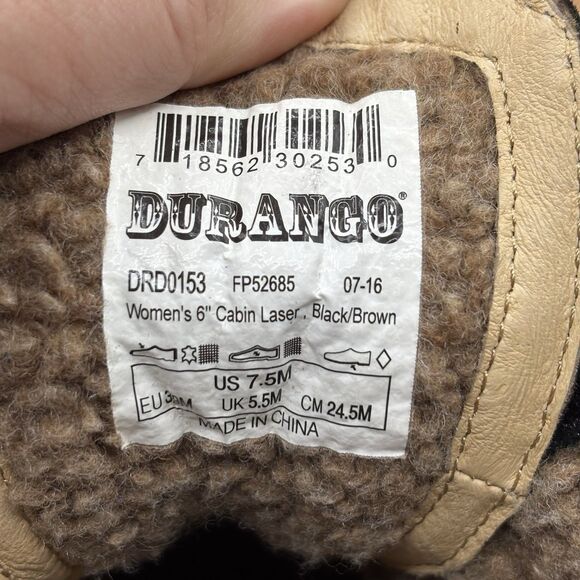 7 18562 30253 0
DURANGO®
DRD0153 FP52685 07-16
Women's 6" Cabin Laser, Black/Brown
US 7.5M
EU UK 5.5M CM 24.5M
MADE IN CHINA